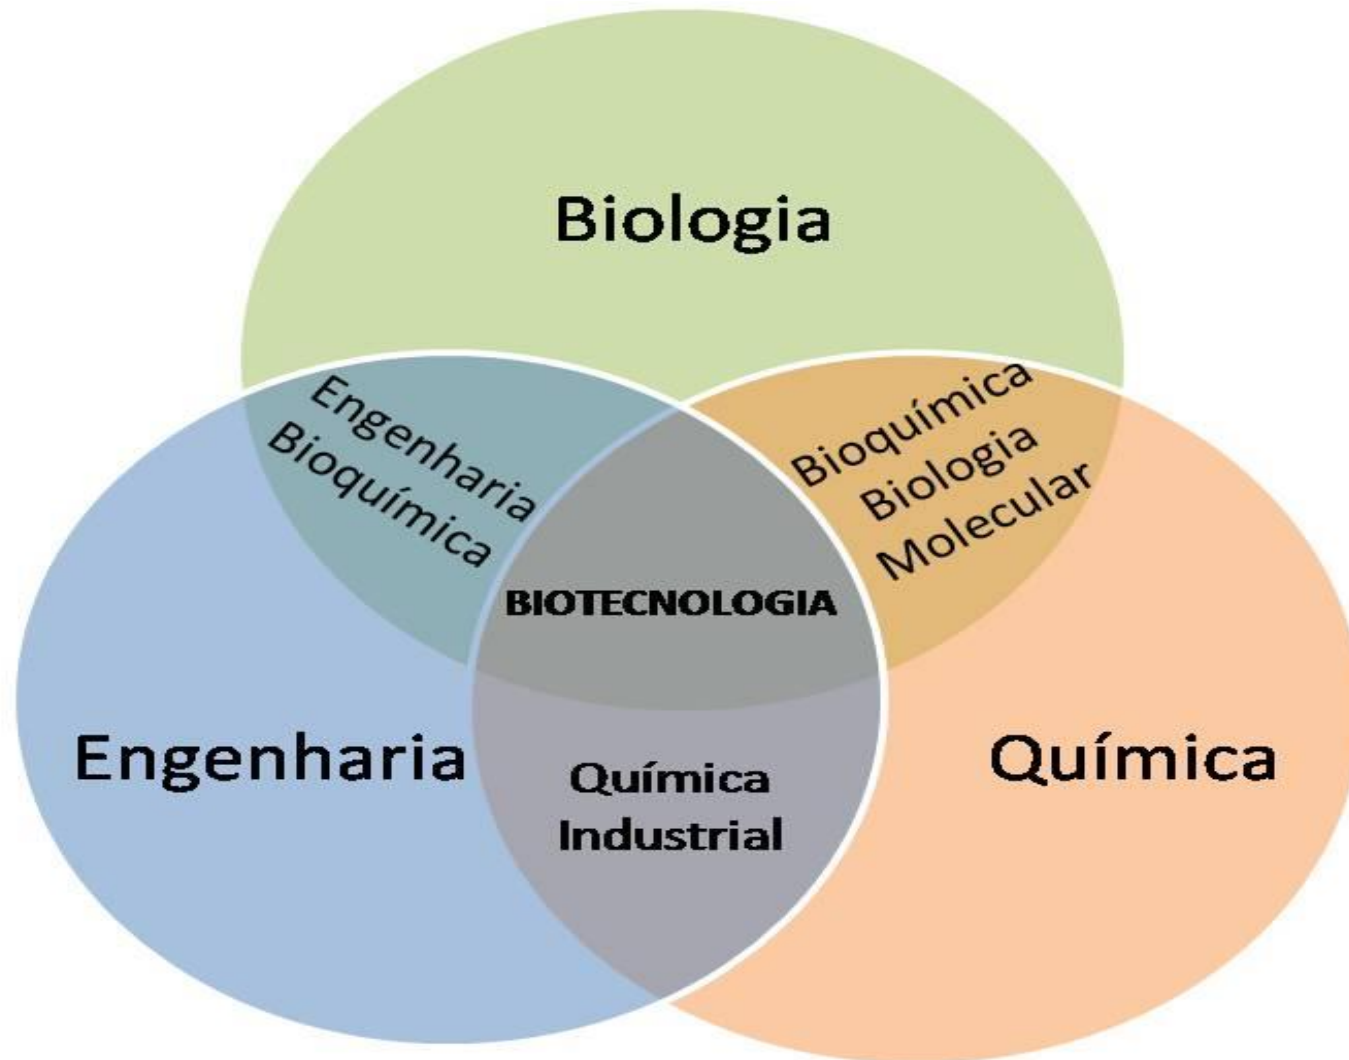 Biologia
Engenharia
Bioquímica
Bioquímica
Biologia
Molecular
BIOTECNOLOGIA
Engenharia
Química
Industrial
Química